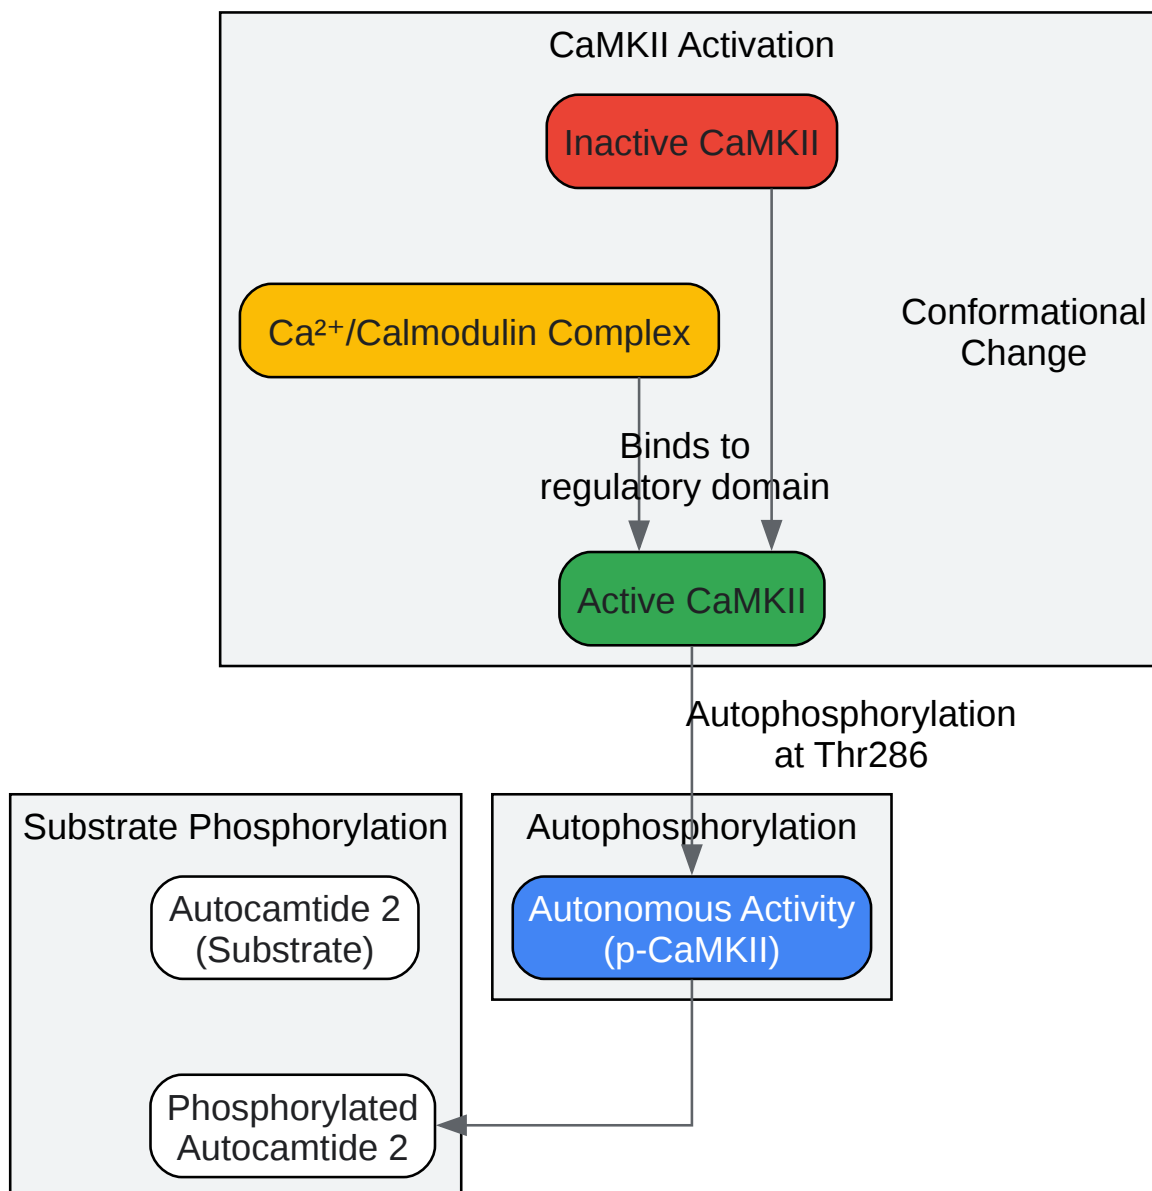 CaMKII Activation
Inactive CaMKII
Ca²⁺/Calmodulin Complex
Conformational
Change
Binds to
regulatory domain
Active CaMKII
Autophosphorylation
at Thr286
Substrate Phosphorylation
Autophosphorylation
Autocamtide 2
(Substrate)
Autonomous Activity
(p-CaMKII)
Phosphorylated
Autocamtide 2